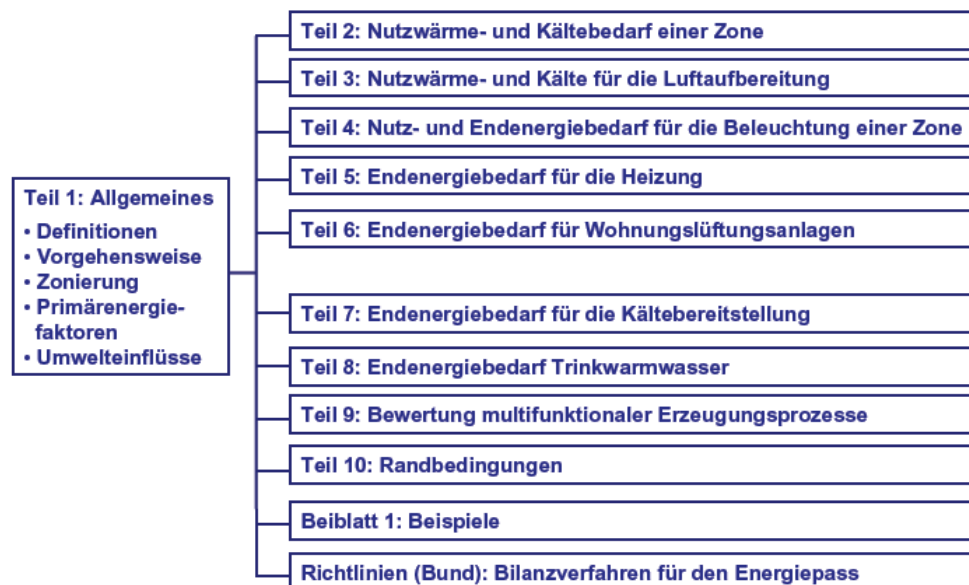 Teil 1: Allgemeines
• Definitionen
• Vorgehensweise
• Zonierung
• Primärenergie-
faktoren
• Umwelteinflüsse
Teil 2: Nutzwärme- und Kältebedarf einer Zone
Teil 3: Nutzwärme- und Kälte für die Luftaufbereitung
Teil 4: Nutz- und Endenergiebedarf für die Beleuchtung einer Zone
Teil 5: Endenergiebedarf für die Heizung
Teil 6: Endenergiebedarf für Wohnungslüftungsanlagen
Teil 7: Endenergiebedarf für die Kältebereitstellung
Teil 8: Endenergiebedarf Trinkwarmwasser
Teil 9: Bewertung multifunktionaler Erzeugungsprozesse
Teil 10: Randbedingungen
Beiblatt 1: Beispiele
Richtlinien (Bund): Bilanzverfahren für den Energiepass